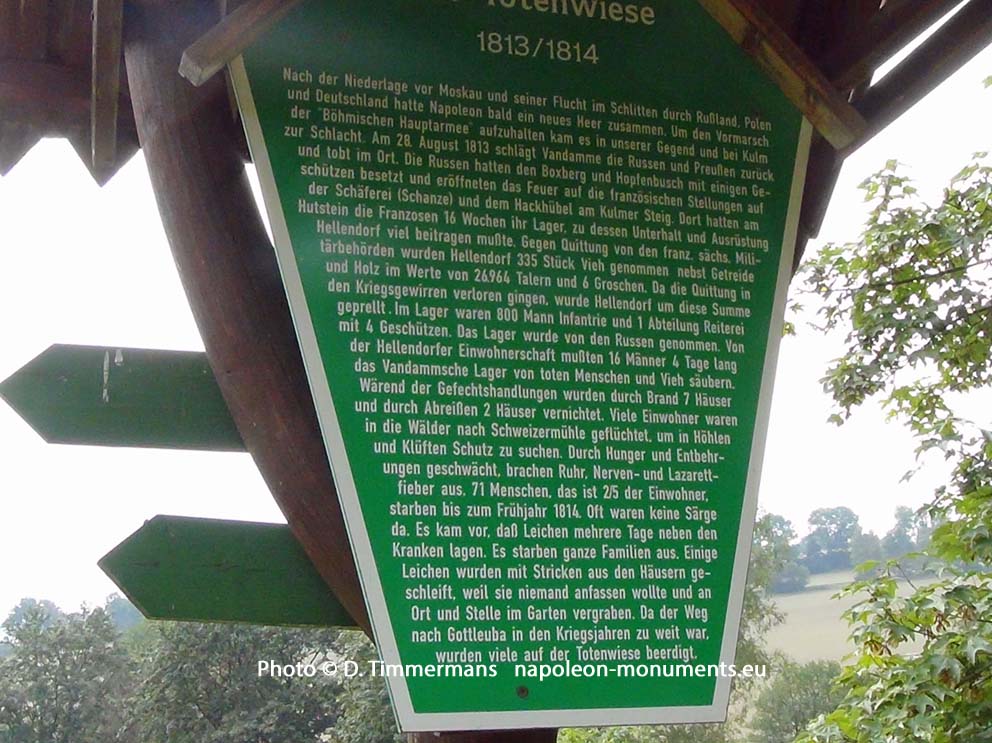 Totenwiese
1813/1814
Nach der Niederlage vor Moskau und seiner Flucht im Schlitten durch Rußland, Polen
und Deutschland hatte Napoleon bald ein neues Heer zusammen. Um den Vormarsch
der "Böhmischen Hauptarmee" aufzuhalten kam es in unserer Gegend und bei Kulm
zur Schlacht. Am 28. August 1813 schlägt Vandamme die Russen und Preußen zurück
und tobt im Ort. Die Russen hatten den Boxberg und Hopfenbusch mit einigen Ge-
schützen besetzt und eröffneten das Feuer auf die französischen Stellungen auf
der Schäferei (Schanze) und dem Hackhübel am Kulmer Steig. Dort hatten am
Hutstein die Franzosen 16 Wochen ihr Lager, zu dessen Unterhalt und Ausrüstung
Hellendorf viel beitragen mußte. Gegen Quittung von den franz. sächs. Mili-
tärbehörden wurden Hellendorf 335 Stück Vieh genommen nebst Getreide
und Holz im Werte von 26.964 Talern und 6 Groschen. Da die Quittung in
den Kriegsgewirren verloren gingen, wurde Hellendorf um diese Summe
geprellt. Im Lager waren 800 Mann Infantrie und 1 Abteilung Reiterei
mit 4 Geschützen. Das Lager wurde von den Russen genommen. Von
der Hellendorfer Einwohnerschaft mußten 16 Männer 4 Tage lang
das Vandammsche Lager von toten Menschen und Vieh säubern.
Wärend der Gefechtshandlungen wurden durch Brand 7 Häuser
und durch Abreißen 2 Häuser vernichtet. Viele Einwohner waren
in die Wälder nach Schweizermühle geflüchtet, um in Höhlen
und Klüften Schutz zu suchen. Durch Hunger und Entbehr-
ungen geschwächt, brachen Ruhr, Nerven- und Lazarett-
fieber aus. 71 Menschen, das ist 2/5 der Einwohner,
starben bis zum Frühjahr 1814. Oft waren keine Särge
da. Es kam vor, daß Leichen mehrere Tage neben den
Kranken lagen. Es starben ganze Familien aus. Einige
Leichen wurden mit Stricken aus den Häusern ge-
schleift, weil sie niemand anfassen wollte und an
Ort und Stelle im Garten vergraben. Da der Weg
nach Gottleuba in den Kriegsjahren zu weit war,
wurden viele auf der Totenwiese beerdigt.
Photo © D. Timmermans napoleon-monuments.eu